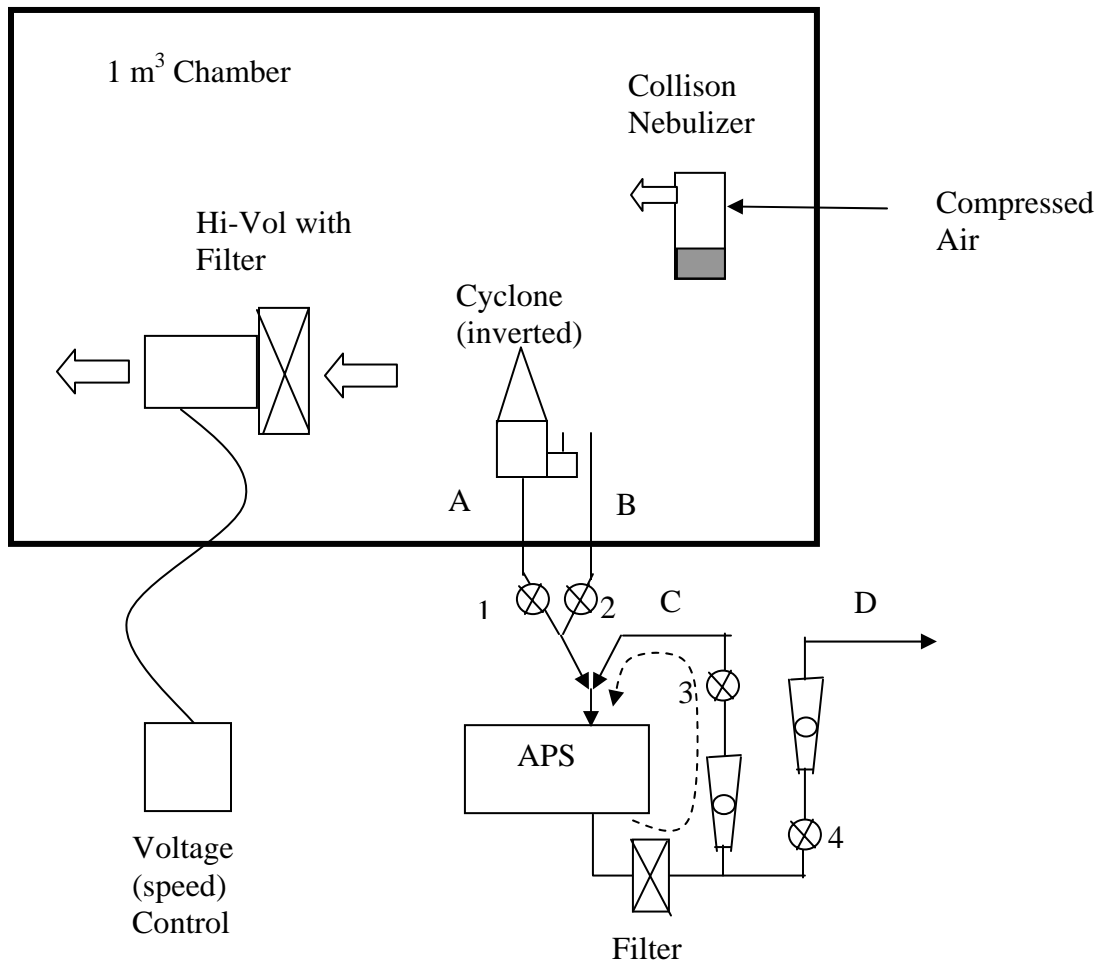 1 m³ Chamber
Collison
Nebulizer
Compressed
Air
Hi-Vol with
Filter
Cyclone
(inverted)
A
B
1
2
C
D
3
APS
4
Voltage
(speed)
Control
Filter